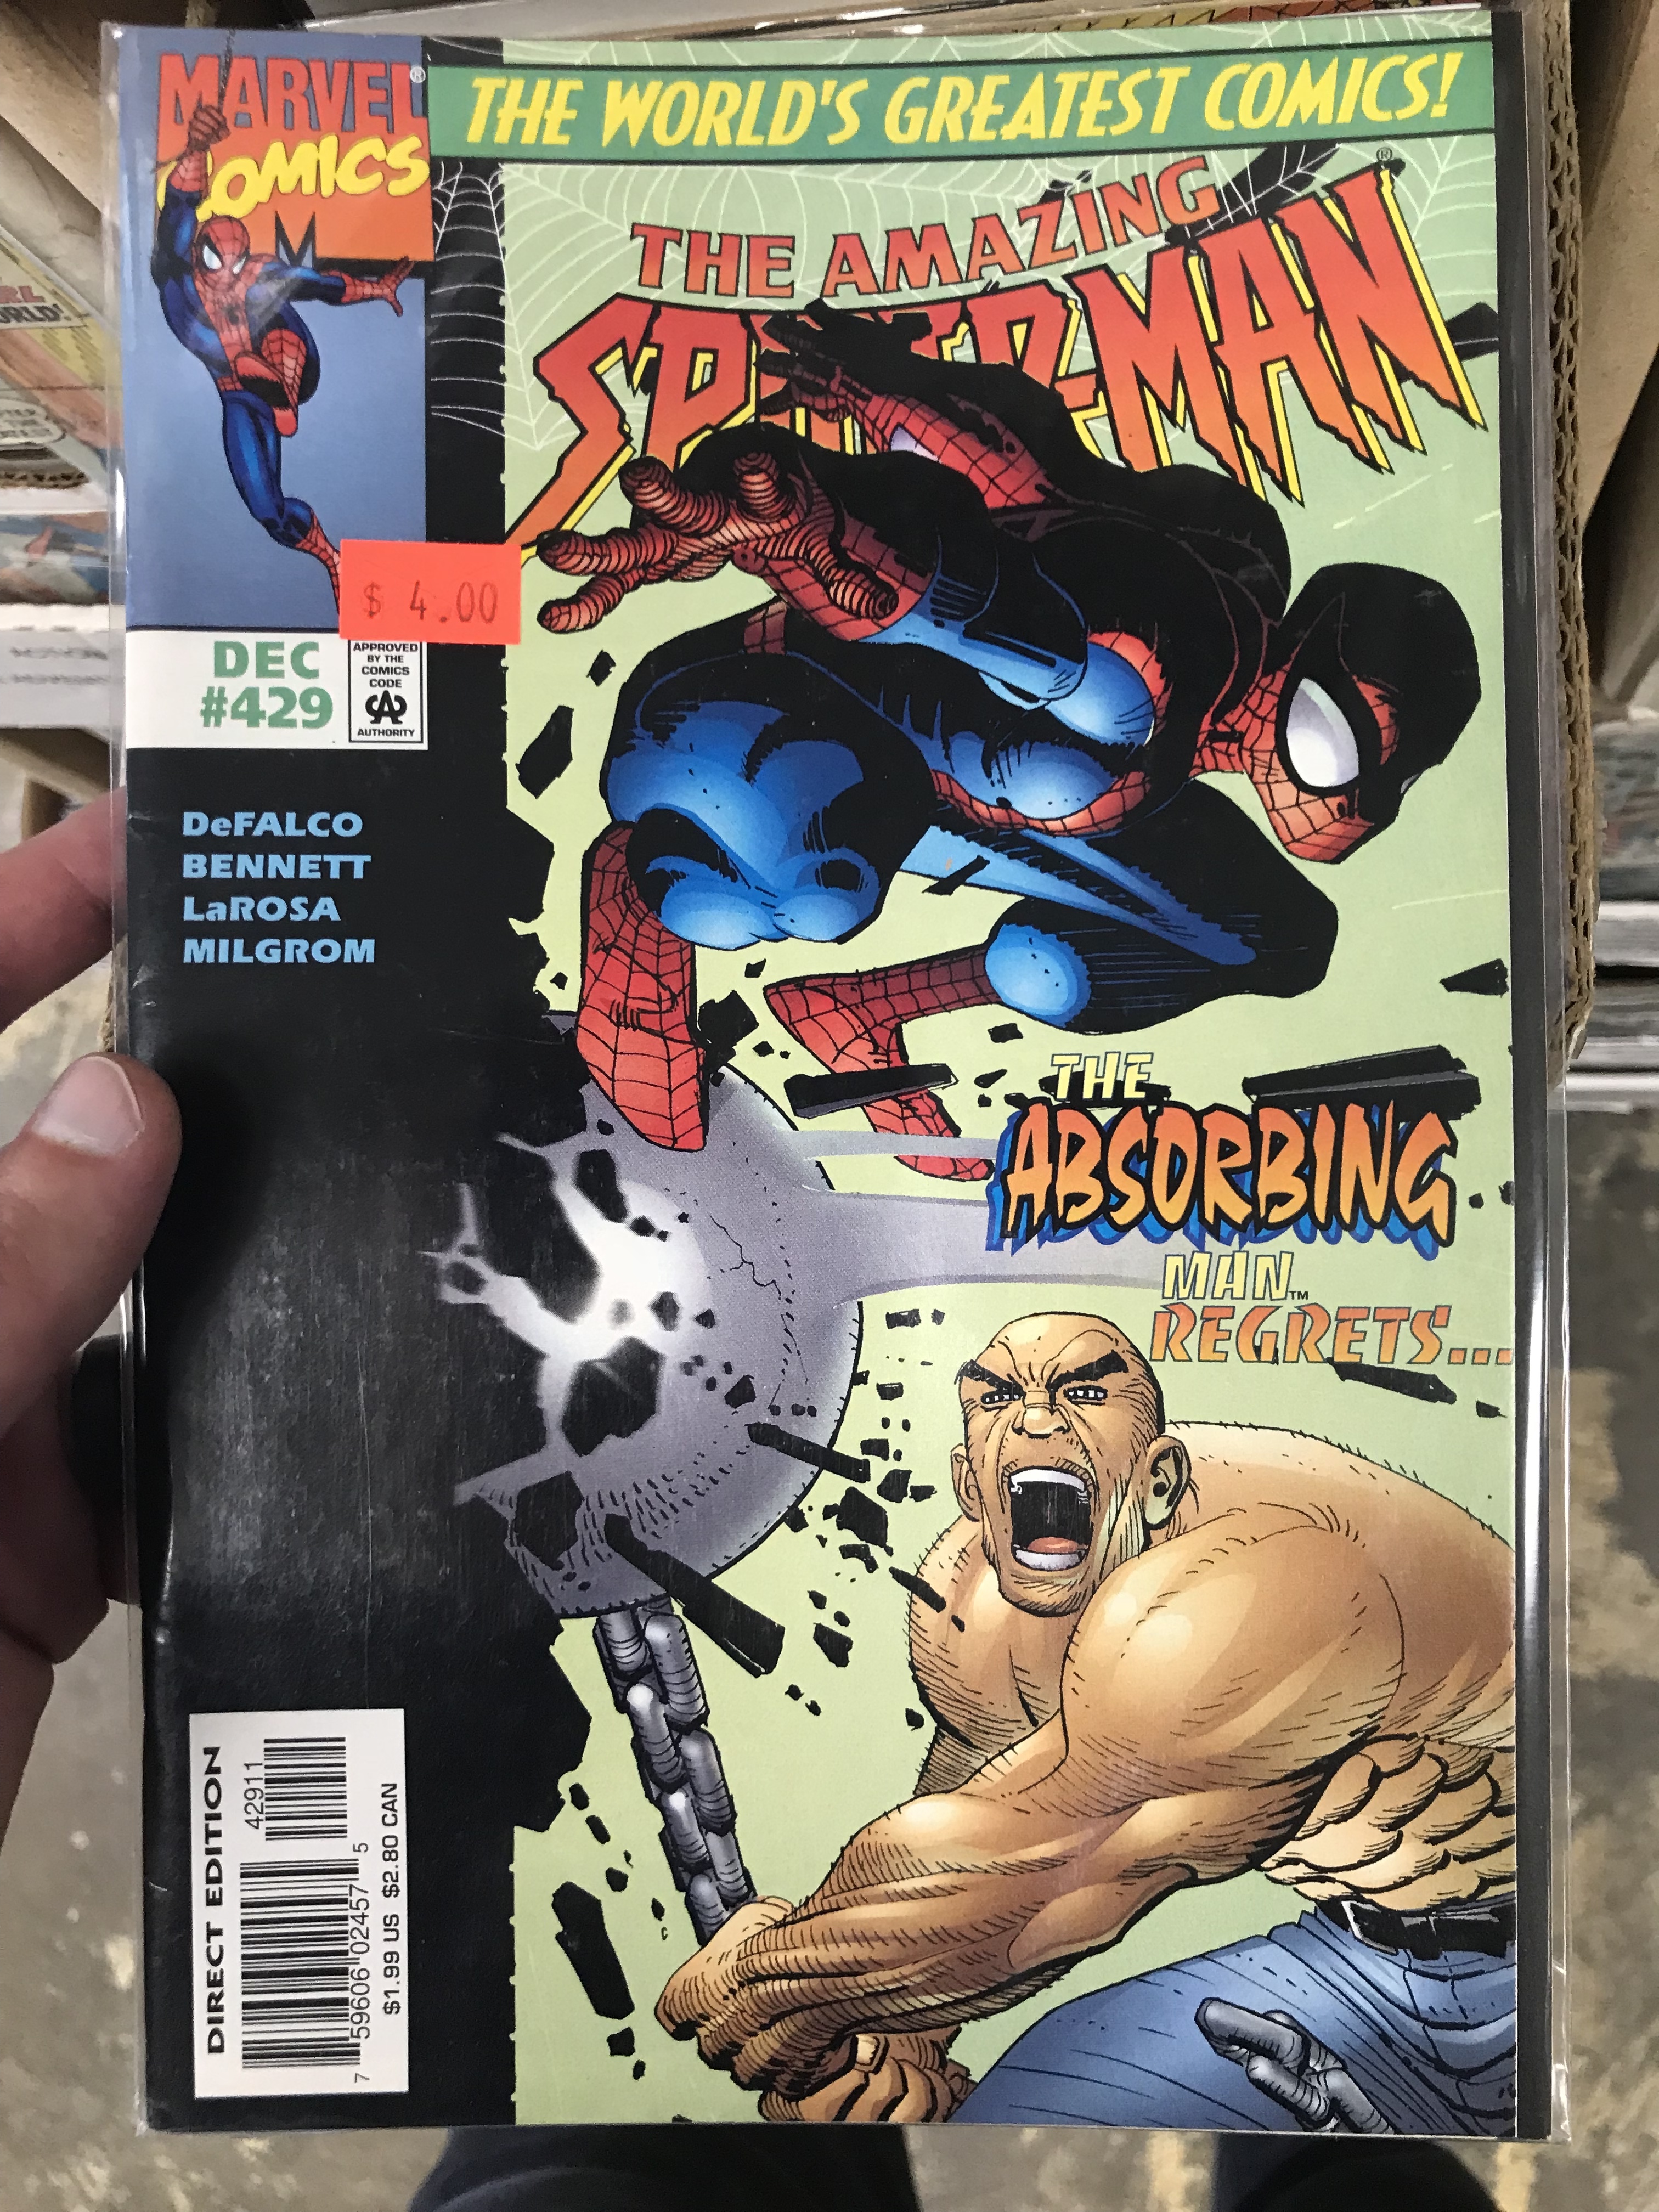 MARVEL®
COMICS
M
THE WORLD'S GREATEST COMICS!
THE AMAZING
SPIDER-MAN®
$ 4.00
DEC
#429
APPROVED
BY THE
COMICS
CODE
CA
AUTHORITY
DeFALCO
BENNETT
LaROSA
MILGROM
THE
ABSORBING
MAN™
REGRETS...
DIRECT EDITION
42911
7 59606 02457 5
$1.99 US $2.80 CAN